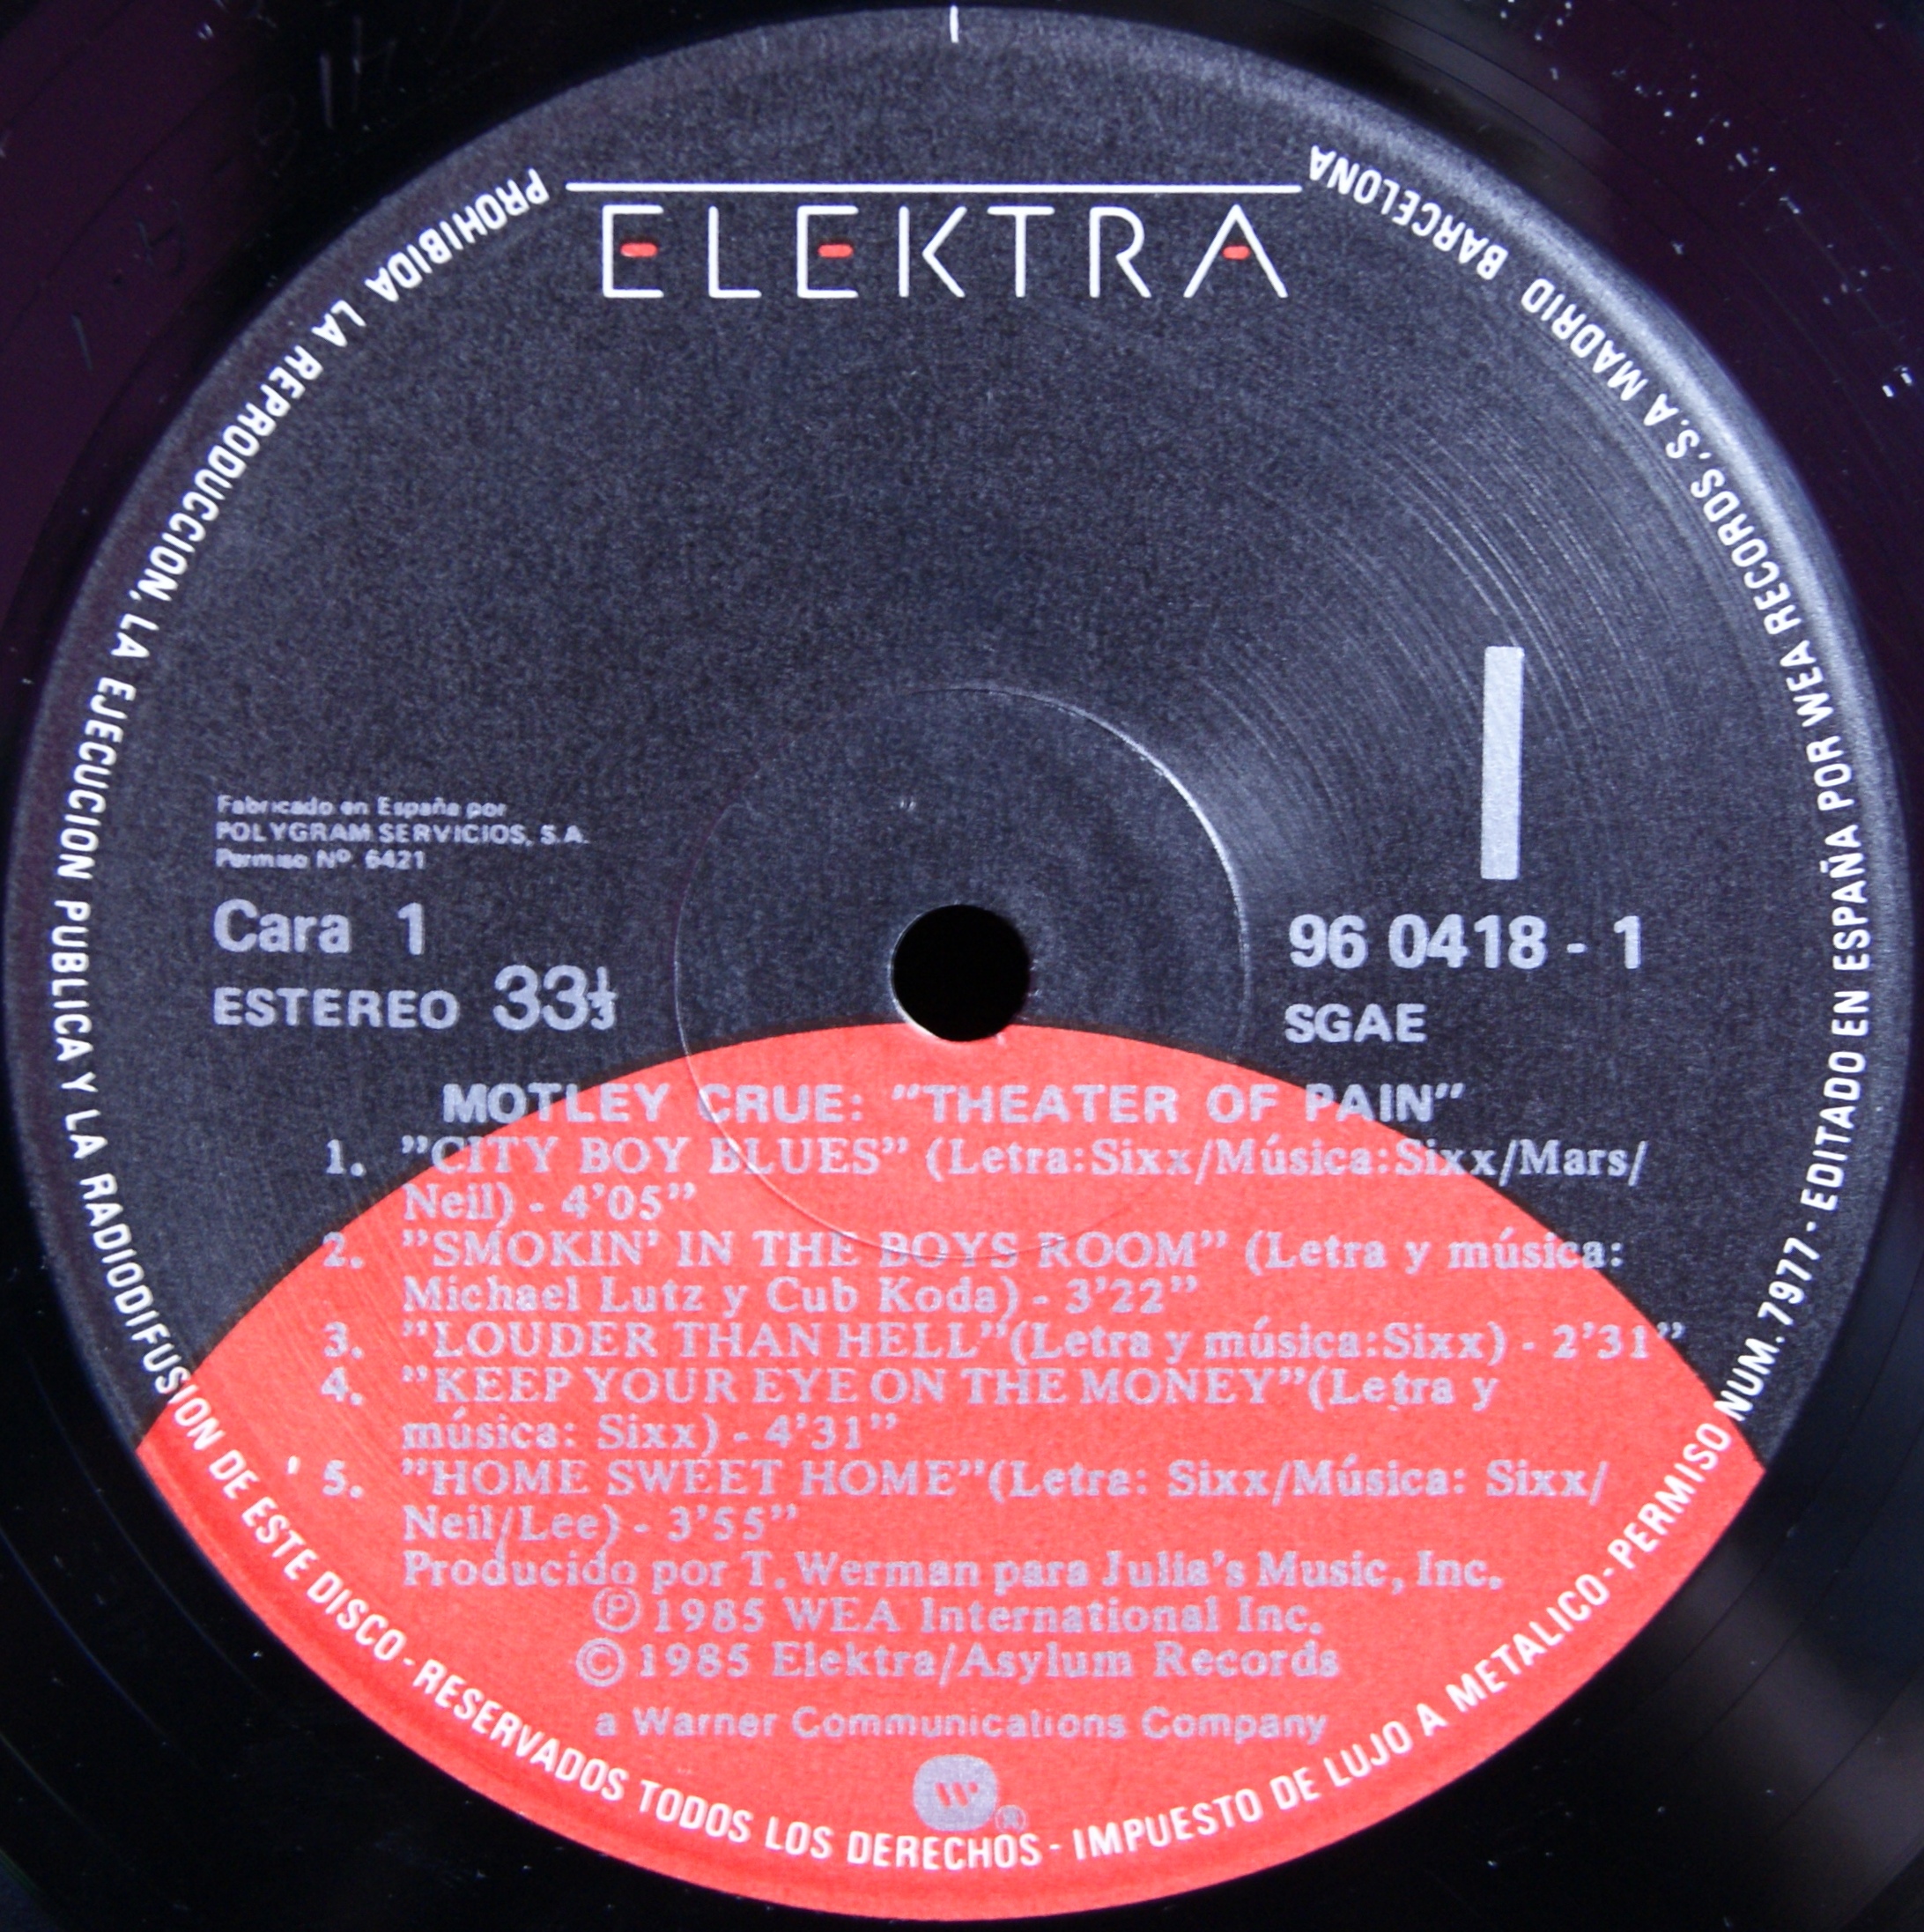 ELEKTRA
Fabricado en España por
POLYGRAM SERVICIOS, S.A.
Permiso Nº. 6421
Cara 1
ESTEREO 33⅓
I
96 0418 - 1
SGAE
MOTLEY CRUE: "THEATER OF PAIN"
1. "CITY BOY BLUES" (Letra:Sixx/Música:Sixx/Mars/
Neil) - 4'05"
2. "SMOKIN' IN THE BOYS ROOM" (Letra y música:
Michael Lutz y Cub Koda) - 3'22"
3. "LOUDER THAN HELL"(Letra y música:Sixx) - 2'31"
4. "KEEP YOUR EYE ON THE MONEY"(Letra y
música: Sixx) - 4'31"
5. "HOME SWEET HOME"(Letra: Sixx/Música: Sixx/
Neil/Lee) - 3'55"
Producido por T. Werman para Julia's Music, Inc.
Ⓟ 1985 WEA International Inc.
© 1985 Elektra/Asylum Records
a Warner Communications Company
W ®
PROHIBIDA LA REPRODUCCION, LA EJECUCION PUBLICA Y LA RADIODIFUSION DE ESTE DISCO - RESERVADOS TODOS LOS DERECHOS - IMPUESTO DE LUJO A METALICO - PERMISO NUM. 7977 - EDITADO EN ESPAÑA POR WEA RECORDS, S.A MADRID BARCELONA